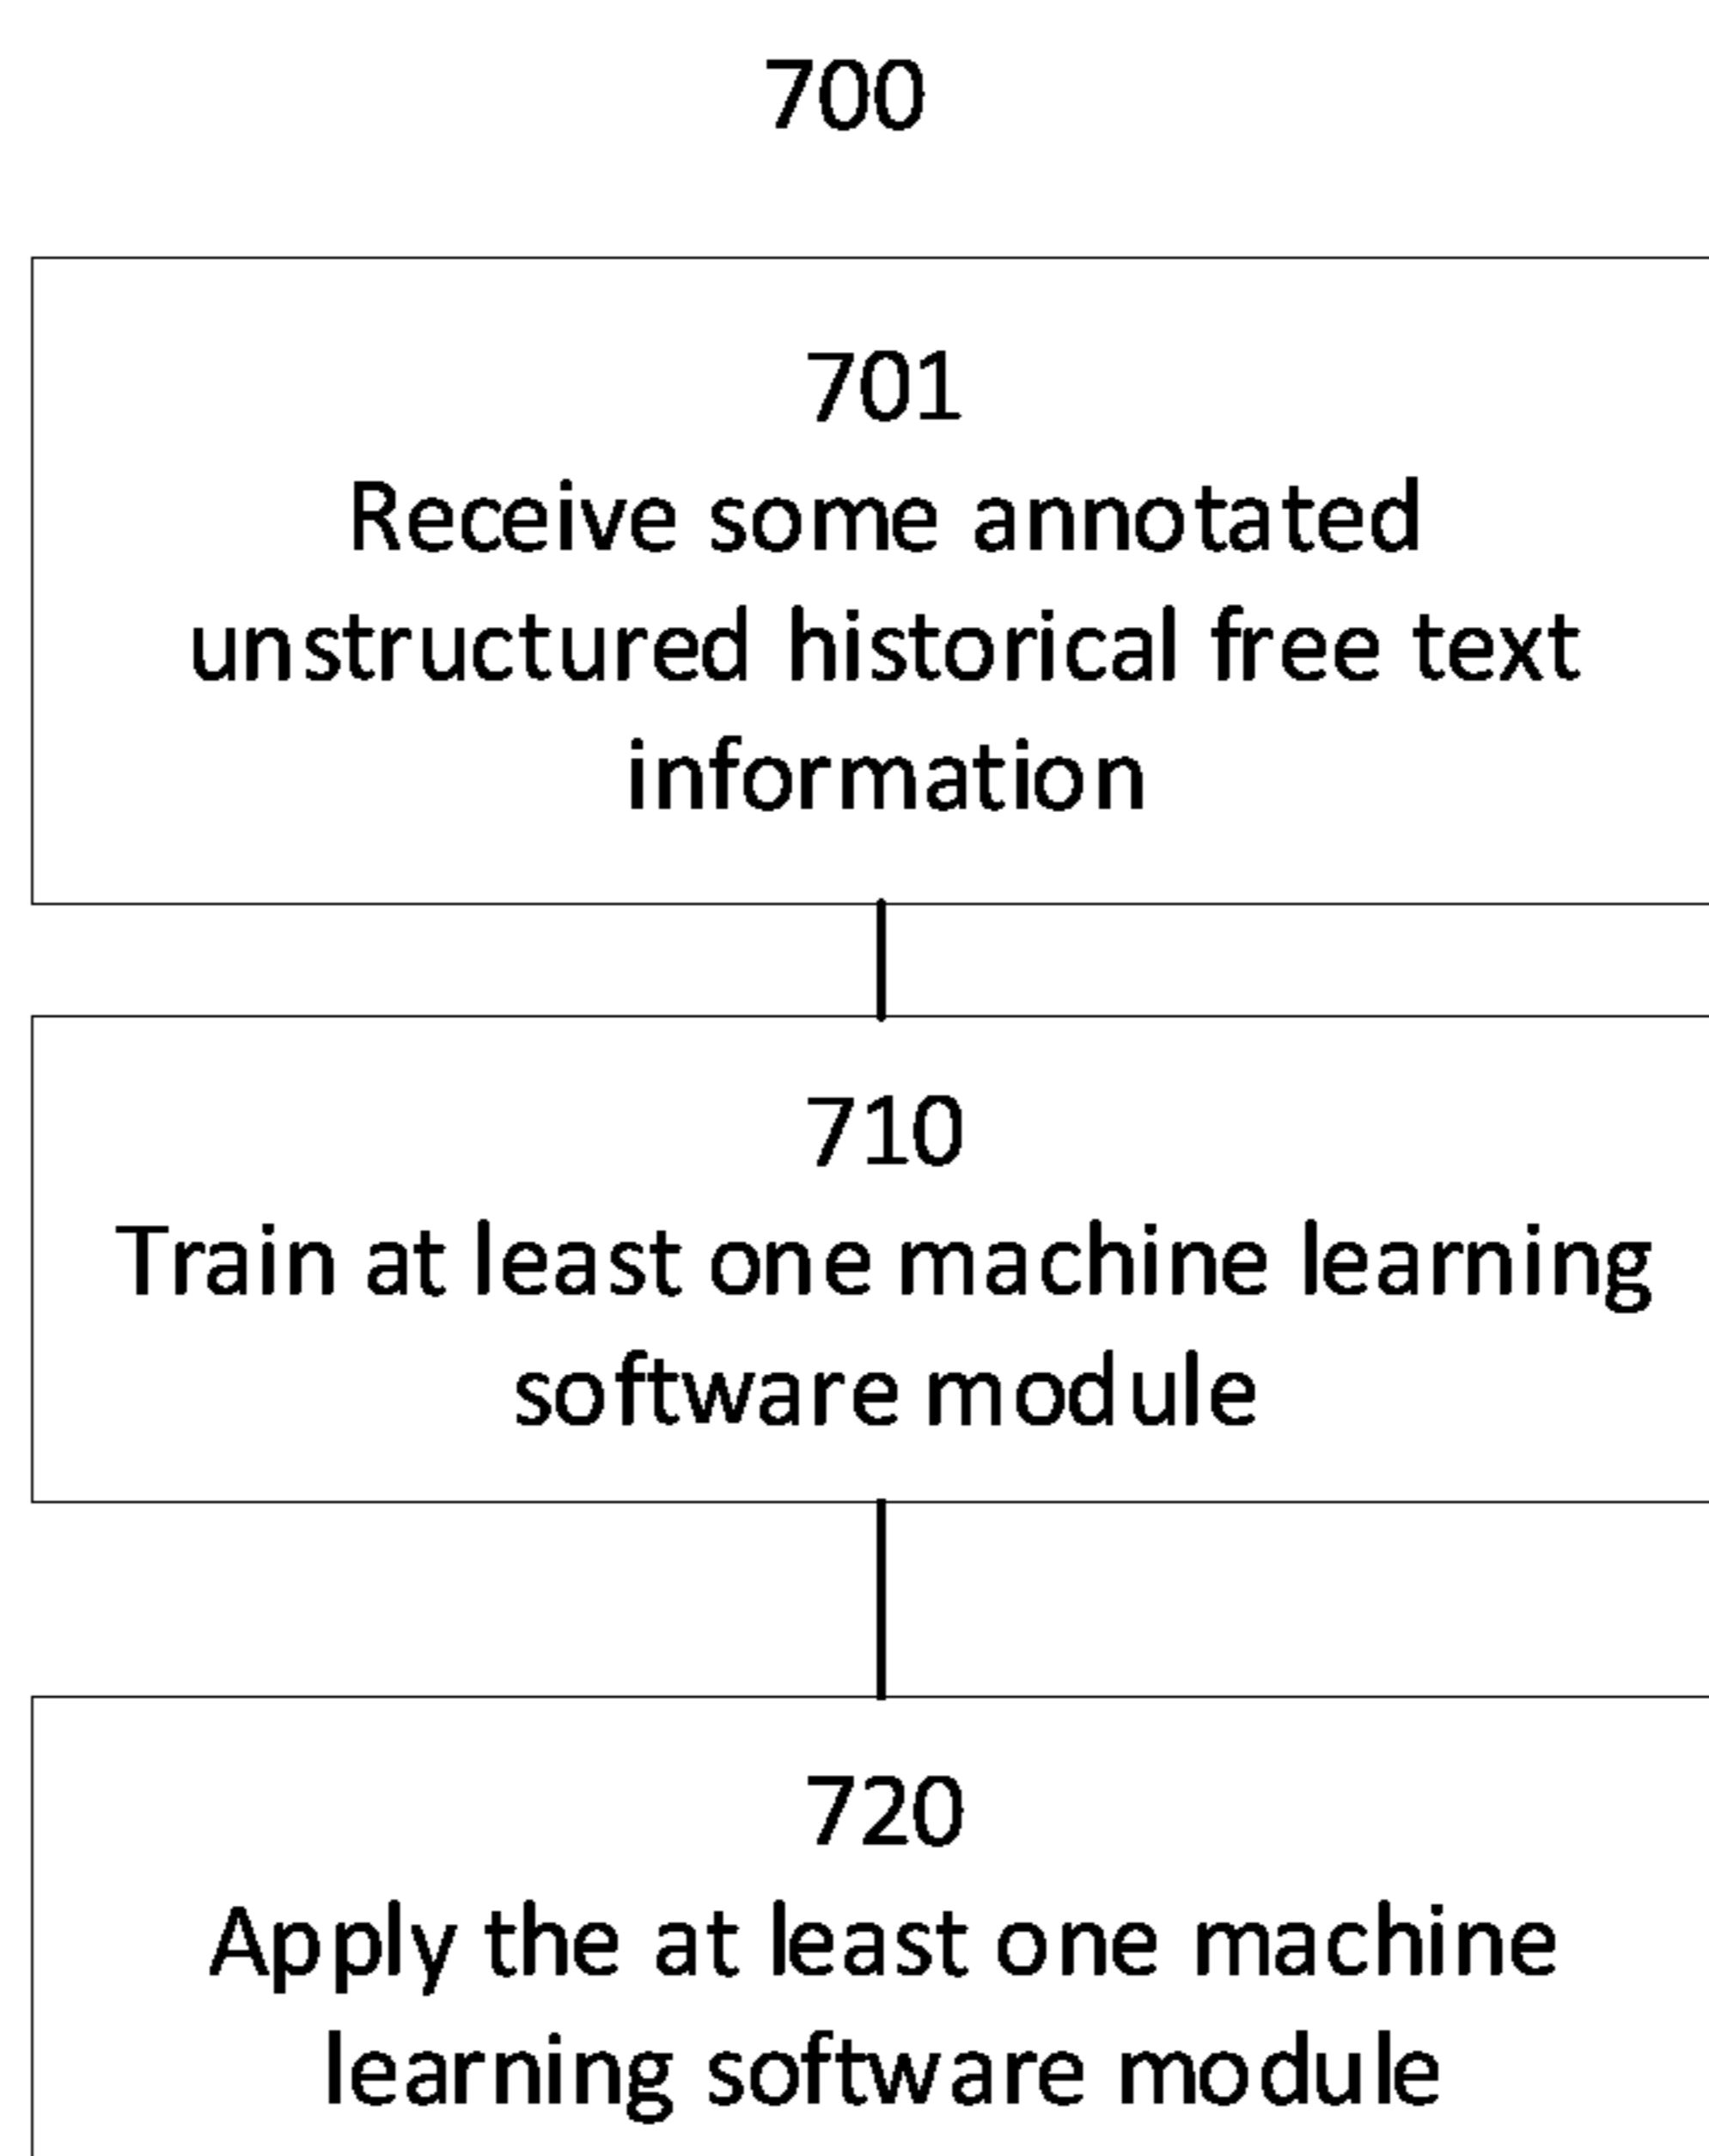 700
701
Receive some annotated
unstructured historical free text
information
710
Train at least one machine learning
software module
720
Apply the at least one machine
learning software module